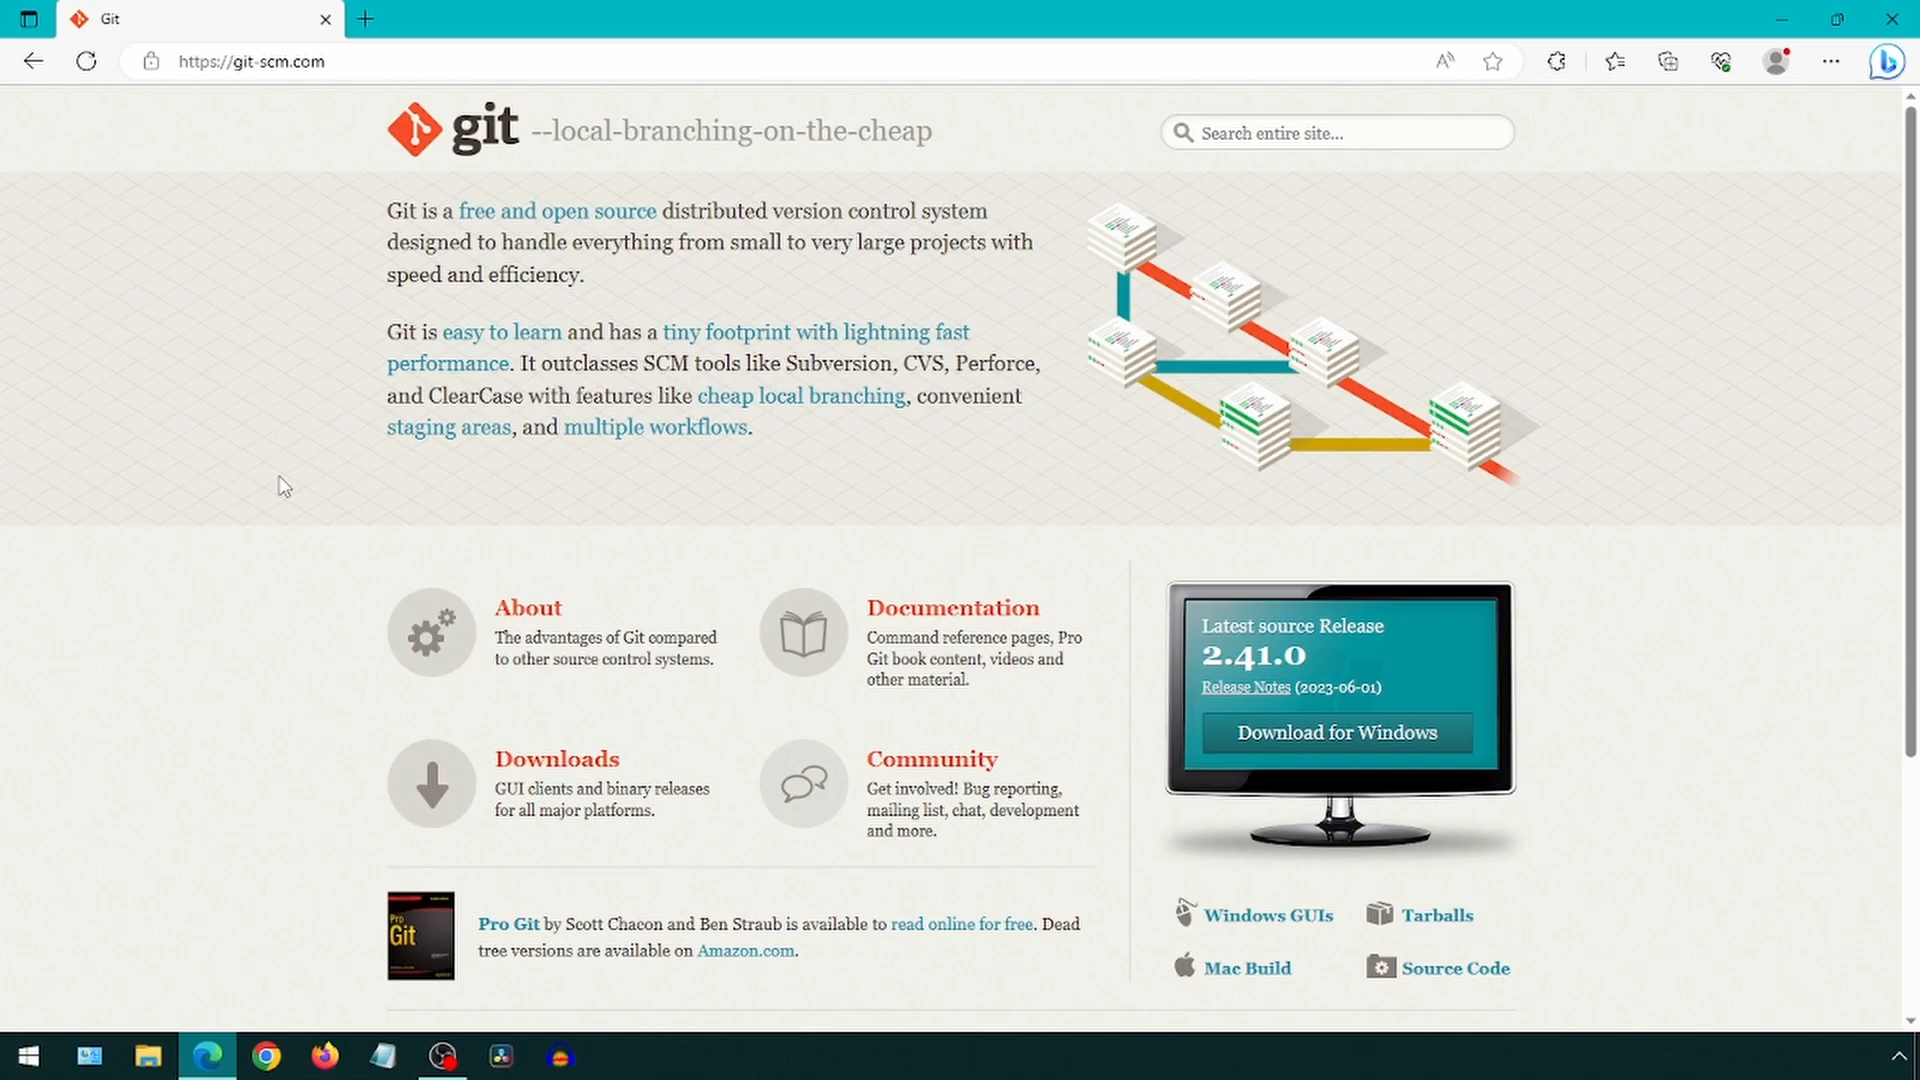 Git
https://git-scm.com
git --local-branching-on-the-cheap
Search entire site...
Git is a free and open source distributed version control system
designed to handle everything from small to very large projects with
speed and efficiency.
Git is easy to learn and has a tiny footprint with lightning fast
performance. It outclasses SCM tools like Subversion, CVS, Perforce,
and ClearCase with features like cheap local branching, convenient
staging areas, and multiple workflows.
About
The advantages of Git compared
to other source control systems.
Documentation
Command reference pages, Pro
Git book content, videos and
other material.
Downloads
GUI clients and binary releases
for all major platforms.
Community
Get involved! Bug reporting,
mailing list, chat, development
and more.
Pro
Git
Pro Git by Scott Chacon and Ben Straub is available to read online for free. Dead
tree versions are available on Amazon.com.
Latest source Release
2.41.0
Release Notes (2023-06-01)
Download for Windows
Windows GUIs
Tarballs
Mac Build
Source Code